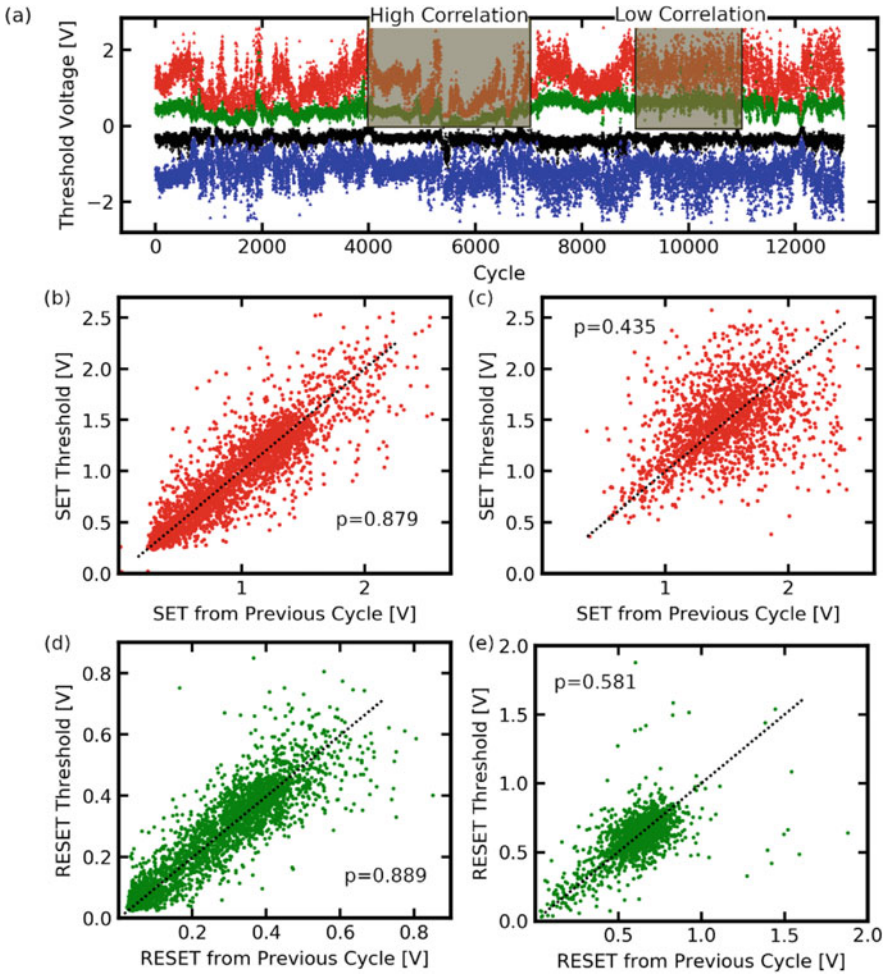 (a)
High Correlation
Low Correlation
Threshold Voltage [V]
2
0
−2
0
2000
4000
6000
8000
10000
12000
Cycle
(b)
SET Threshold [V]
2.5
2.0
1.5
1.0
0.5
0.0
p=0.879
1
2
SET from Previous Cycle [V]
(c)
SET Threshold [V]
2.5
2.0
1.5
1.0
0.5
0.0
p=0.435
1
2
SET from Previous Cycle [V]
(d)
RESET Threshold [V]
0.8
0.6
0.4
0.2
0.0
p=0.889
0.2
0.4
0.6
0.8
RESET from Previous Cycle [V]
(e)
RESET Threshold [V]
2.0
1.5
1.0
0.5
0.0
p=0.581
0.5
1.0
1.5
2.0
RESET from Previous Cycle [V]